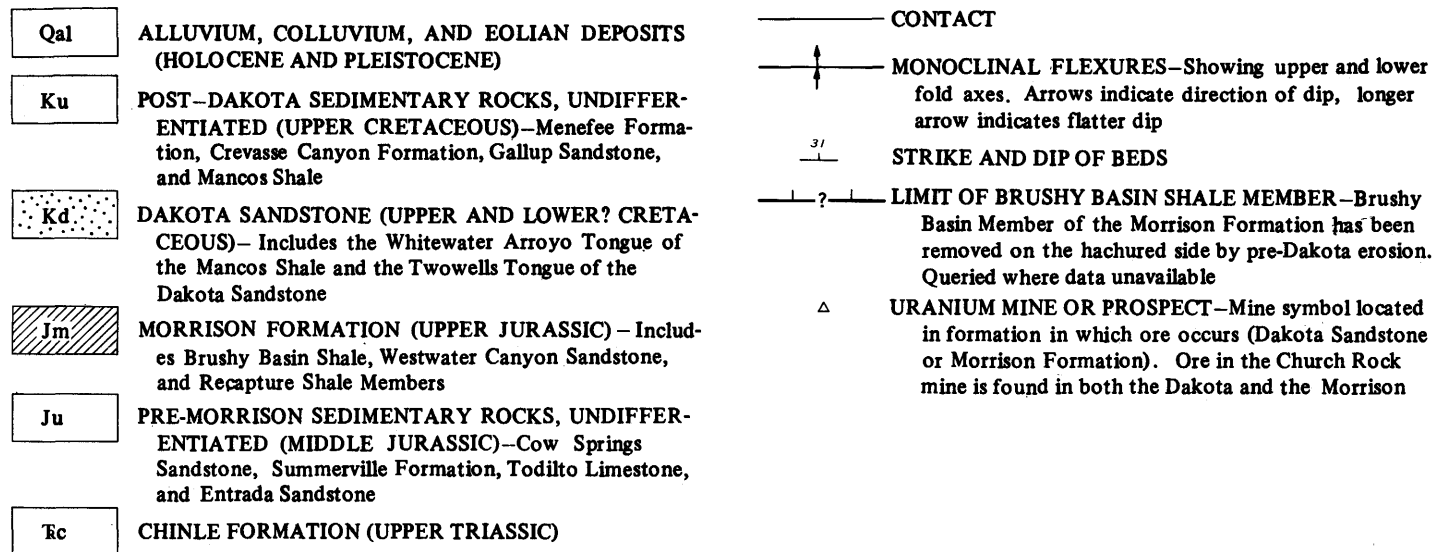 Qal
ALLUVIUM, COLLUVIUM, AND EOLIAN DEPOSITS
(HOLOCENE AND PLEISTOCENE)
Ku
POST–DAKOTA SEDIMENTARY ROCKS, UNDIFFER-
ENTIATED (UPPER CRETACEOUS)–Menefee Forma-
tion, Crevasse Canyon Formation, Gallup Sandstone,
and Mancos Shale
Kd
DAKOTA SANDSTONE (UPPER AND LOWER? CRETA-
CEOUS)– Includes the Whitewater Arroyo Tongue of
the Mancos Shale and the Twowells Tongue of the
Dakota Sandstone
Jm
MORRISON FORMATION (UPPER JURASSIC) – Includ-
es Brushy Basin Shale, Westwater Canyon Sandstone,
and Recapture Shale Members
Ju
PRE-MORRISON SEDIMENTARY ROCKS, UNDIFFER-
ENTIATED (MIDDLE JURASSIC)–Cow Springs
Sandstone, Summerville Formation, Todilto Limestone,
and Entrada Sandstone
Ꞃc
CHINLE FORMATION (UPPER TRIASSIC)
CONTACT
MONOCLINAL FLEXURES–Showing upper and lower
fold axes. Arrows indicate direction of dip, longer
arrow indicates flatter dip
31
STRIKE AND DIP OF BEDS
?
LIMIT OF BRUSHY BASIN SHALE MEMBER–Brushy
Basin Member of the Morrison Formation has been
removed on the hachured side by pre-Dakota erosion.
Queried where data unavailable
URANIUM MINE OR PROSPECT–Mine symbol located
in formation in which ore occurs (Dakota Sandstone
or Morrison Formation). Ore in the Church Rock
mine is found in both the Dakota and the Morrison